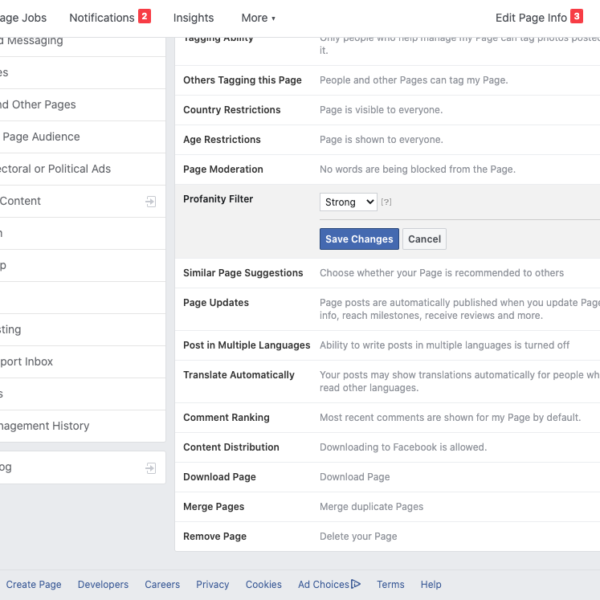 age Jobs Notifications 2 Insights More Edit Page Info 3
d Messaging
es
nd Other Pages
Page Audience
ectoral or Political Ads
Content
n
p
sting
port Inbox
s
nagement History
og
Tagging Ability Only people who help manage my Page can tag photos posted
it.
Others Tagging this Page People and other Pages can tag my Page.
Country Restrictions Page is visible to everyone.
Age Restrictions Page is shown to everyone.
Page Moderation No words are being blocked from the Page.
Profanity Filter Strong [?]
Save Changes Cancel
Similar Page Suggestions Choose whether your Page is recommended to others
Page Updates Page posts are automatically published when you update Page
info, reach milestones, receive reviews and more.
Post in Multiple Languages Ability to write posts in multiple languages is turned off
Translate Automatically Your posts may show translations automatically for people wh
read other languages.
Comment Ranking Most recent comments are shown for my Page by default.
Content Distribution Downloading to Facebook is allowed.
Download Page Download Page
Merge Pages Merge duplicate Pages
Remove Page Delete your Page
Create Page Developers Careers Privacy Cookies Ad Choices Terms Help